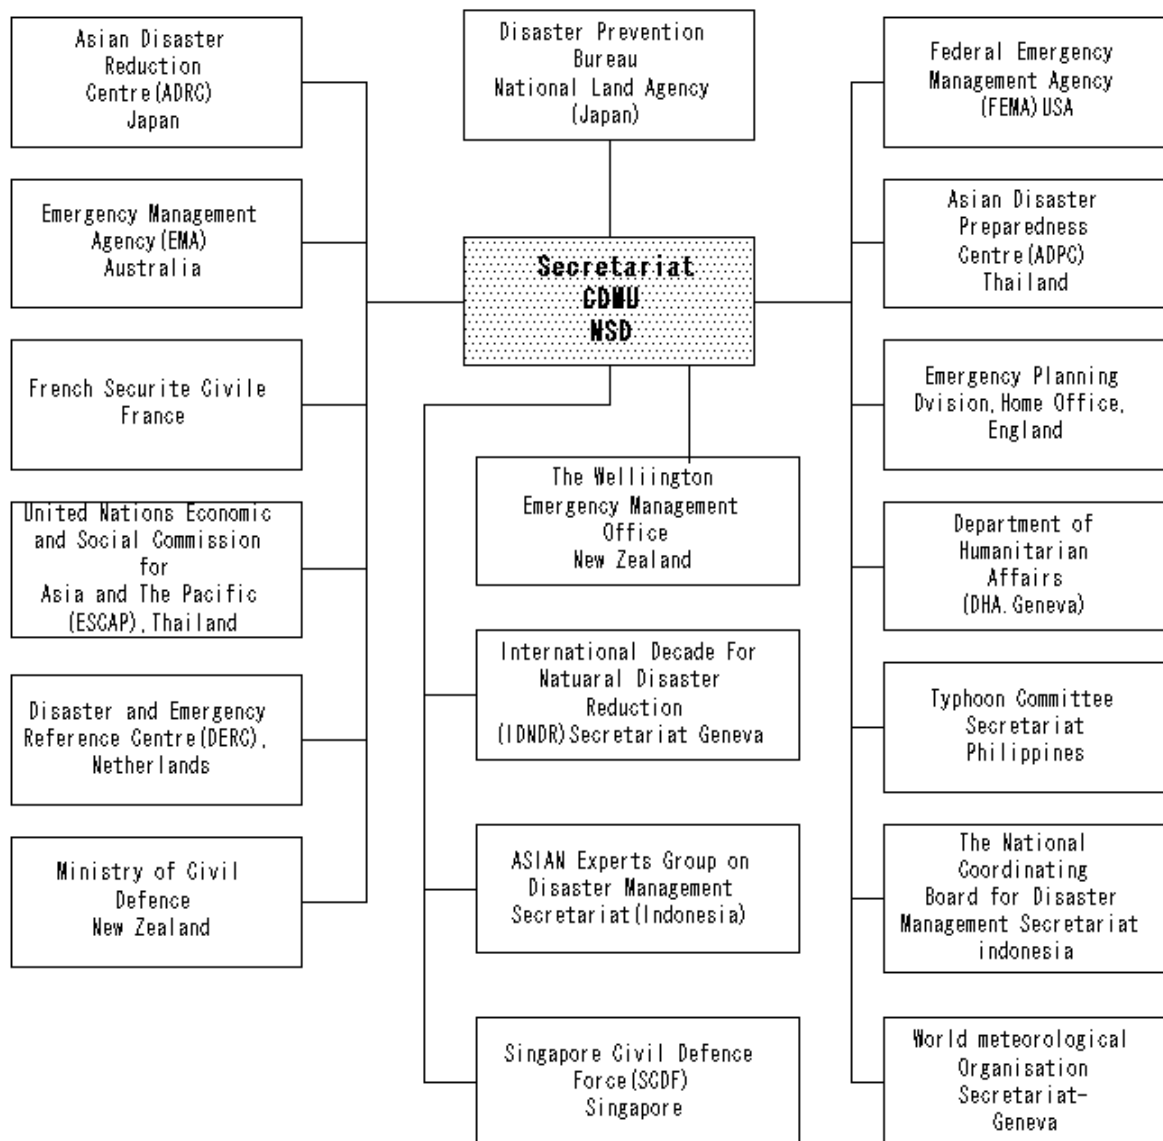 Asian Disaster
Reduction
Centre(ADRC)
Japan
Emergency Management
Agency(EMA)
Australia
French Securite Civile
France
United Nations Economic
and Social Commission
for
Asia and The Pacific
(ESCAP),Thailand
Disaster and Emergency
Reference Centre(DERC),
Netherlands
Ministry of Civil
Defence
New Zealand
Disaster Prevention
Bureau
National Land Agency
(Japan)
Secretariat
CDMU
NSD
The Welliington
Emergency Management
Office
New Zealand
International Decade For
Natuaral Disaster
Reduction
(IDNDR)Secretariat Geneva
ASIAN Experts Group on
Disaster Management
Secretariat(Indonesia)
Singapore Civil Defence
Force(SCDF)
Singapore
Federal Emergency
Management Agency
(FEMA)USA
Asian Disaster
Preparedness
Centre(ADPC)
Thailand
Emergency Planning
Dvision,Home Office,
England
Department of
Humanitarian
Affairs
(DHA.Geneva)
Typhoon Committee
Secretariat
Philippines
The National
Coordinating
Board for Disaster
Management Secretariat
indonesia
World meteorological
Organisation
Secretariat-
Geneva